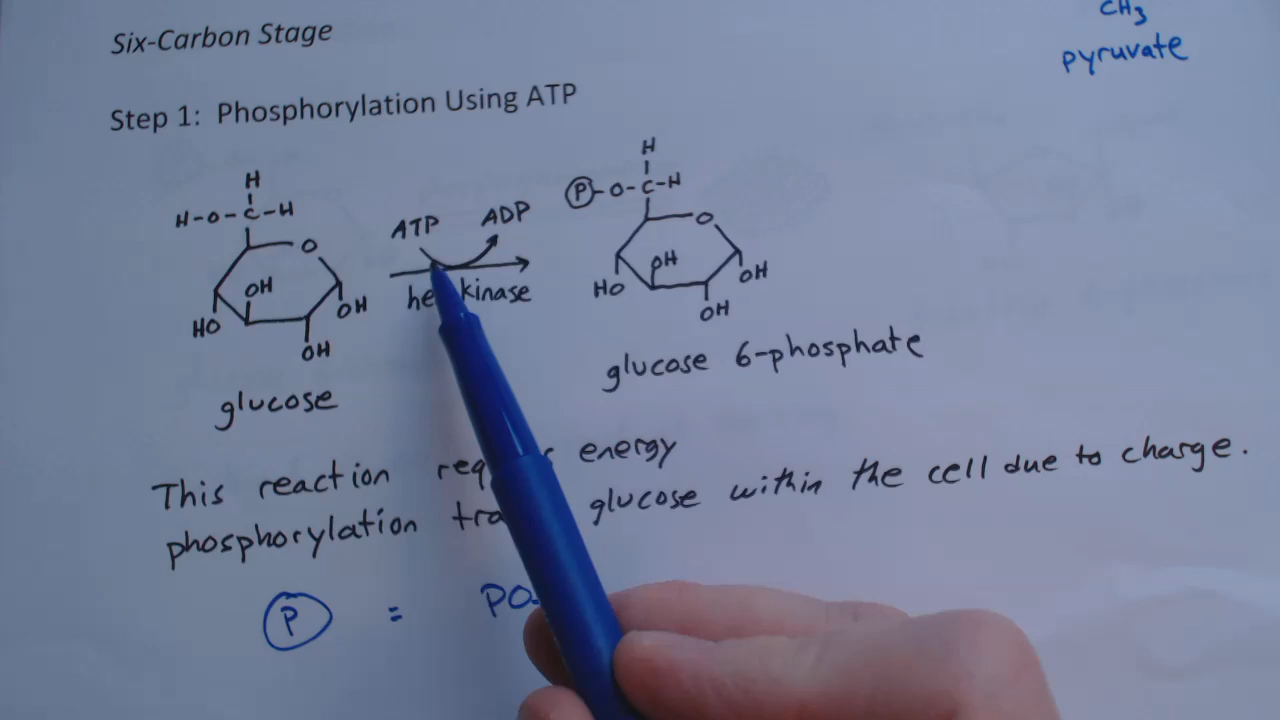 CH3
pyruvate
Six-Carbon Stage
Step 1: Phosphorylation Using ATP
H
H-O-C-H
O
OH
HO
OH
OH
glucose
ATP ADP
kinase
H
P-O-C-H
O
OH
HO
OH
OH
glucose 6-phosphate
This reaction energy
phosphorylation glucose within the cell due to charge.
P =